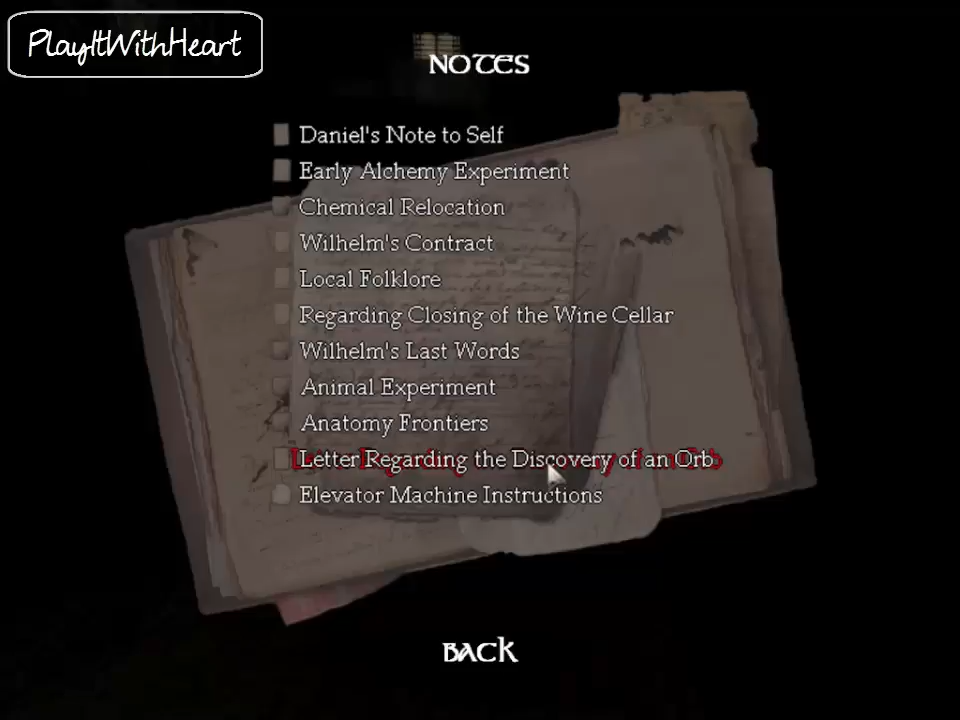 PlayItWithHeart
NOTES
Daniel's Note to Self
Early Alchemy Experiment
Chemical Relocation
Wilhelm's Contract
Local Folklore
Regarding Closing of the Wine Cellar
Wilhelm's Last Words
Animal Experiment
Anatomy Frontiers
Letter Regarding the Discovery of an Orb
Elevator Machine Instructions
BACK